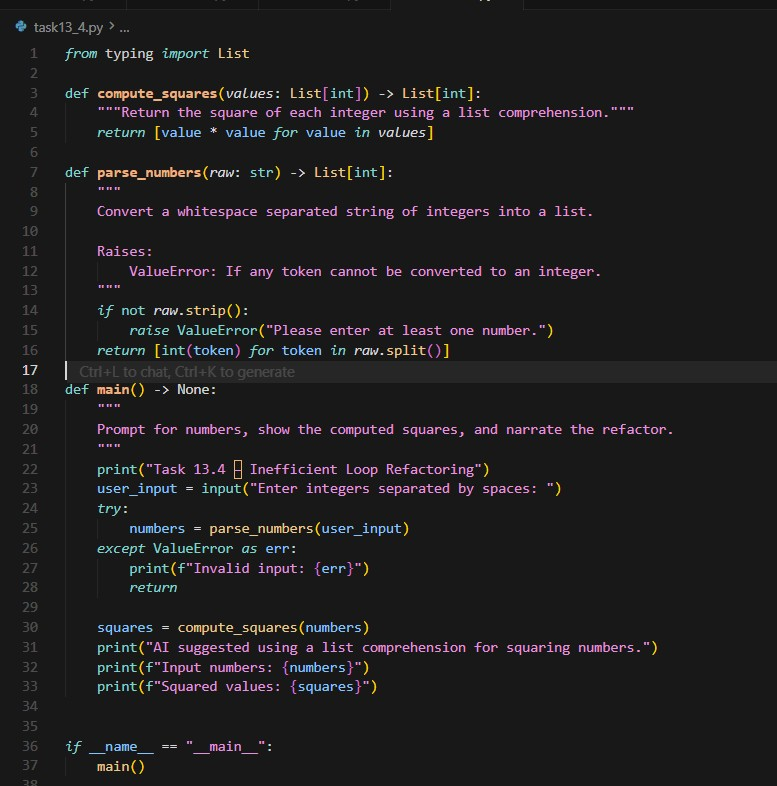 task13_4.py > ...
1 from typing import List
2
3 def compute_squares(values: List[int]) -> List[int]:
4     """Return the square of each integer using a list comprehension."""
5     return [value * value for value in values]
6
7 def parse_numbers(raw: str) -> List[int]:
8     """
9     Convert a whitespace separated string of integers into a list.
10
11     Raises:
12         ValueError: If any token cannot be converted to an integer.
13     """
14     if not raw.strip():
15         raise ValueError("Please enter at least one number.")
16     return [int(token) for token in raw.split()]
17 Ctrl+L to chat, Ctrl+K to generate
18 def main() -> None:
19     """
20     Prompt for numbers, show the computed squares, and narrate the refactor.
21     """
22     print("Task 13.4 – Inefficient Loop Refactoring")
23     user_input = input("Enter integers separated by spaces: ")
24     try:
25         numbers = parse_numbers(user_input)
26     except ValueError as err:
27         print(f"Invalid input: {err}")
28         return
29
30     squares = compute_squares(numbers)
31     print("AI suggested using a list comprehension for squaring numbers.")
32     print(f"Input numbers: {numbers}")
33     print(f"Squared values: {squares}")
34
35
36 if __name__ == "__main__":
37     main()
38